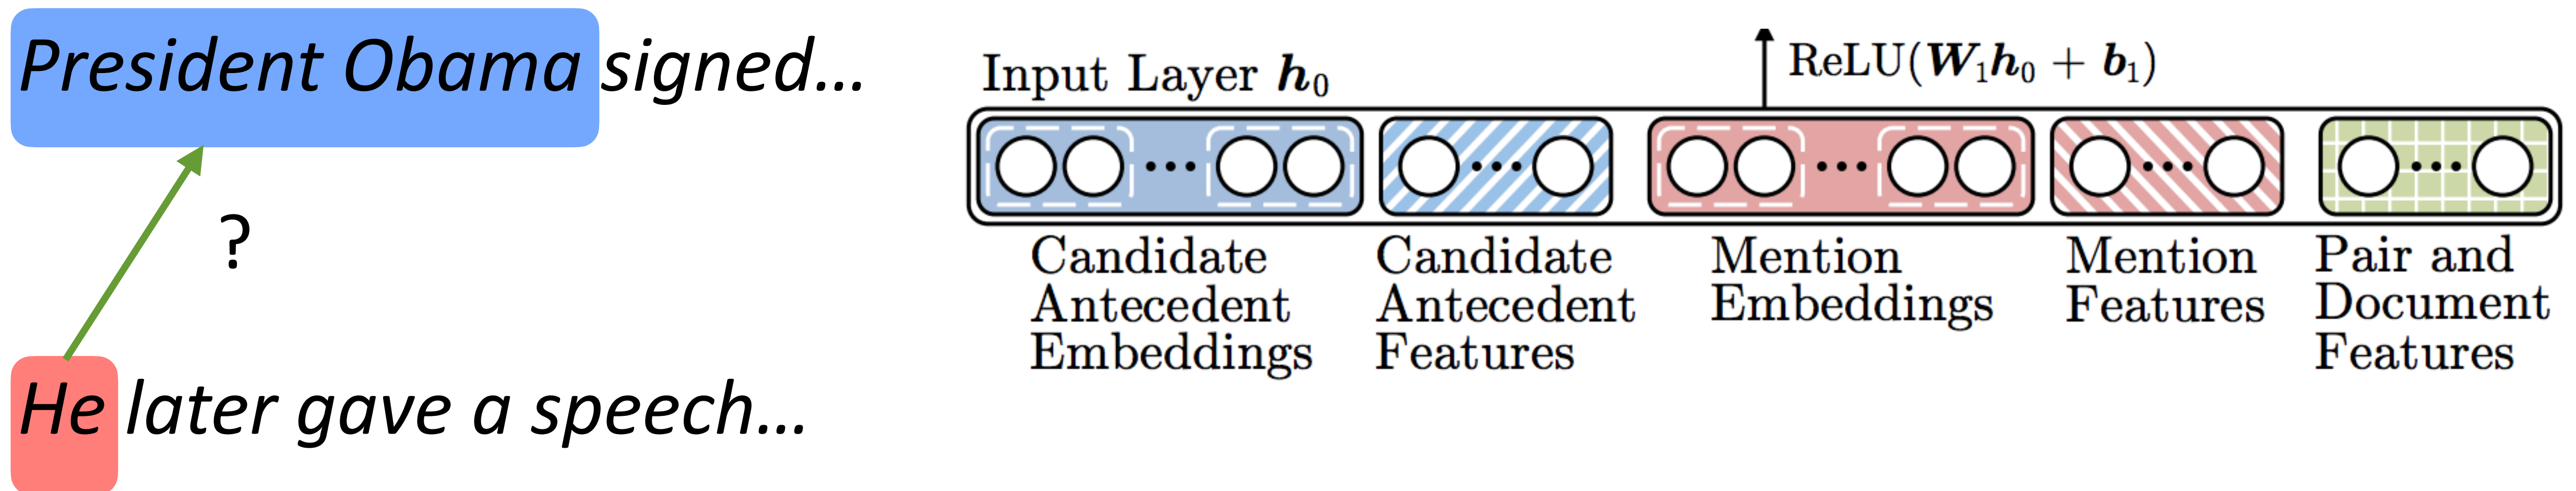 President Obama signed...
?
He later gave a speech...
Input Layer h₀
ReLU(W₁h₀ + b₁)
Candidate
Antecedent
Embeddings
Candidate
Antecedent
Features
Mention
Embeddings
Mention
Features
Pair and
Document
Features